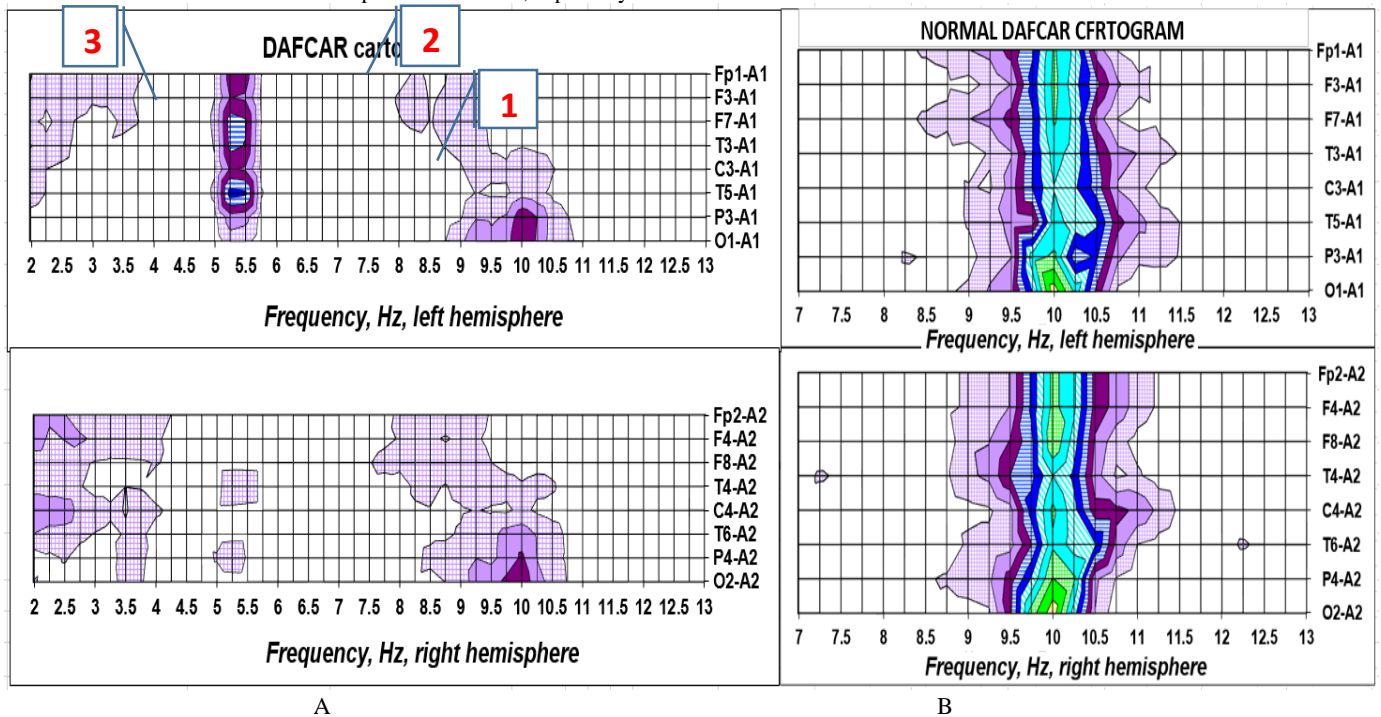 3
2
DAFCAR carto
1
Fp1-A1
F3-A1
F7-A1
T3-A1
C3-A1
T5-A1
P3-A1
O1-A1
2 2.5 3 3.5 4 4.5 5 5.5 6 6.5 7 7.5 8 8.5 9 9.5 10 10.5 11 11.5 12 12.5 13
Frequency, Hz, left hemisphere
Fp2-A2
F4-A2
F8-A2
T4-A2
C4-A2
T6-A2
P4-A2
O2-A2
2 2.5 3 3.5 4 4.5 5 5.5 6 6.5 7 7.5 8 8.5 9 9.5 10 10.5 11 11.5 12 12.5 13
Frequency, Hz, right hemisphere
A
NORMAL DAFCAR CFRTOGRAM
Fp1-A1
F3-A1
F7-A1
T3-A1
C3-A1
T5-A1
P3-A1
O1-A1
7 7.5 8 8.5 9 9.5 10 10.5 11 11.5 12 12.5 13
Frequency, Hz, left hemisphere
Fp2-A2
F4-A2
F8-A2
T4-A2
C4-A2
T6-A2
P4-A2
O2-A2
7 7.5 8 8.5 9 9.5 10 10.5 11 11.5 12 12.5 13
Frequency, Hz, right hemisphere
B